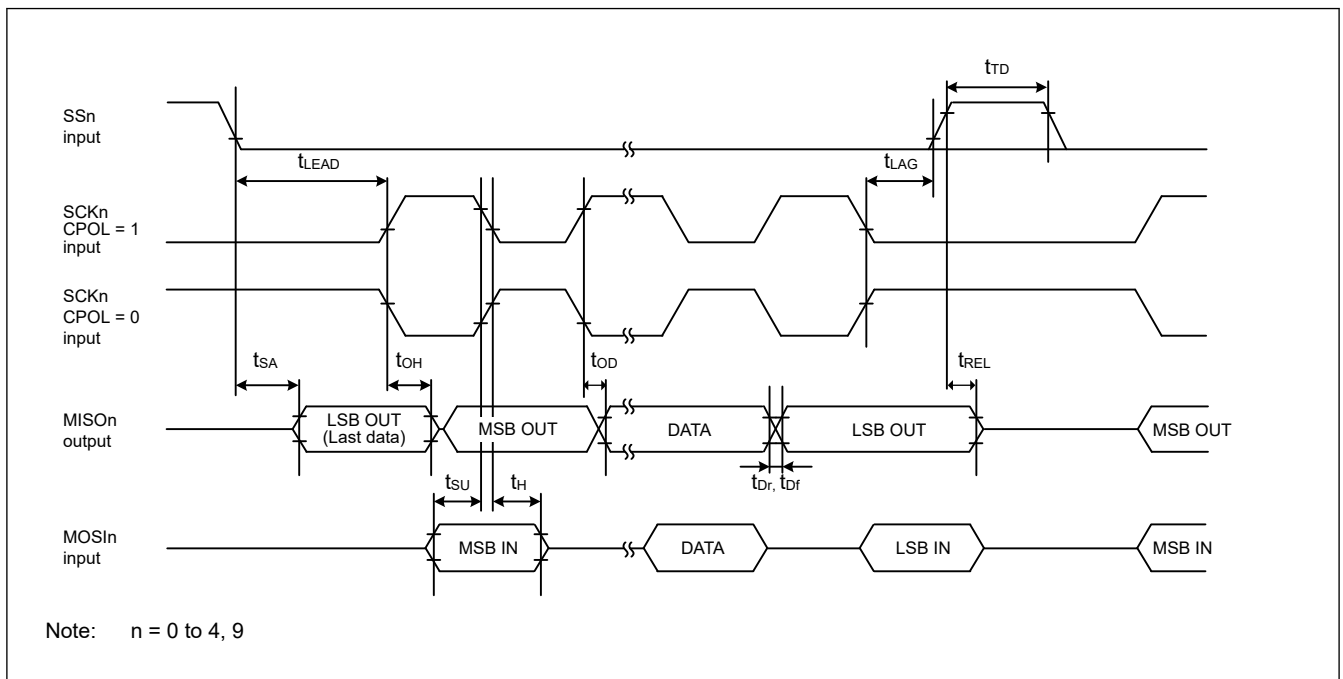 tTD
SSn
input
tLEAD
tLAG
SCKn
CPOL = 1
input
SCKn
CPOL = 0
input
tSA
tOH
tOD
tREL
MISOn
output
LSB OUT
(Last data)
MSB OUT
DATA
LSB OUT
MSB OUT
tSU
tH
tDr, tDf
MOSIn
input
MSB IN
DATA
LSB IN
MSB IN
Note: n = 0 to 4, 9